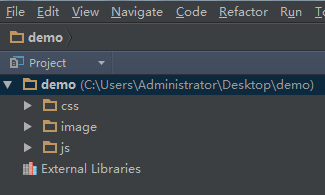 File Edit View Navigate Code Refactor Run T
demo
Project
demo (C:\Users\Administrator\Desktop\demo)
css
image
js
External Libraries